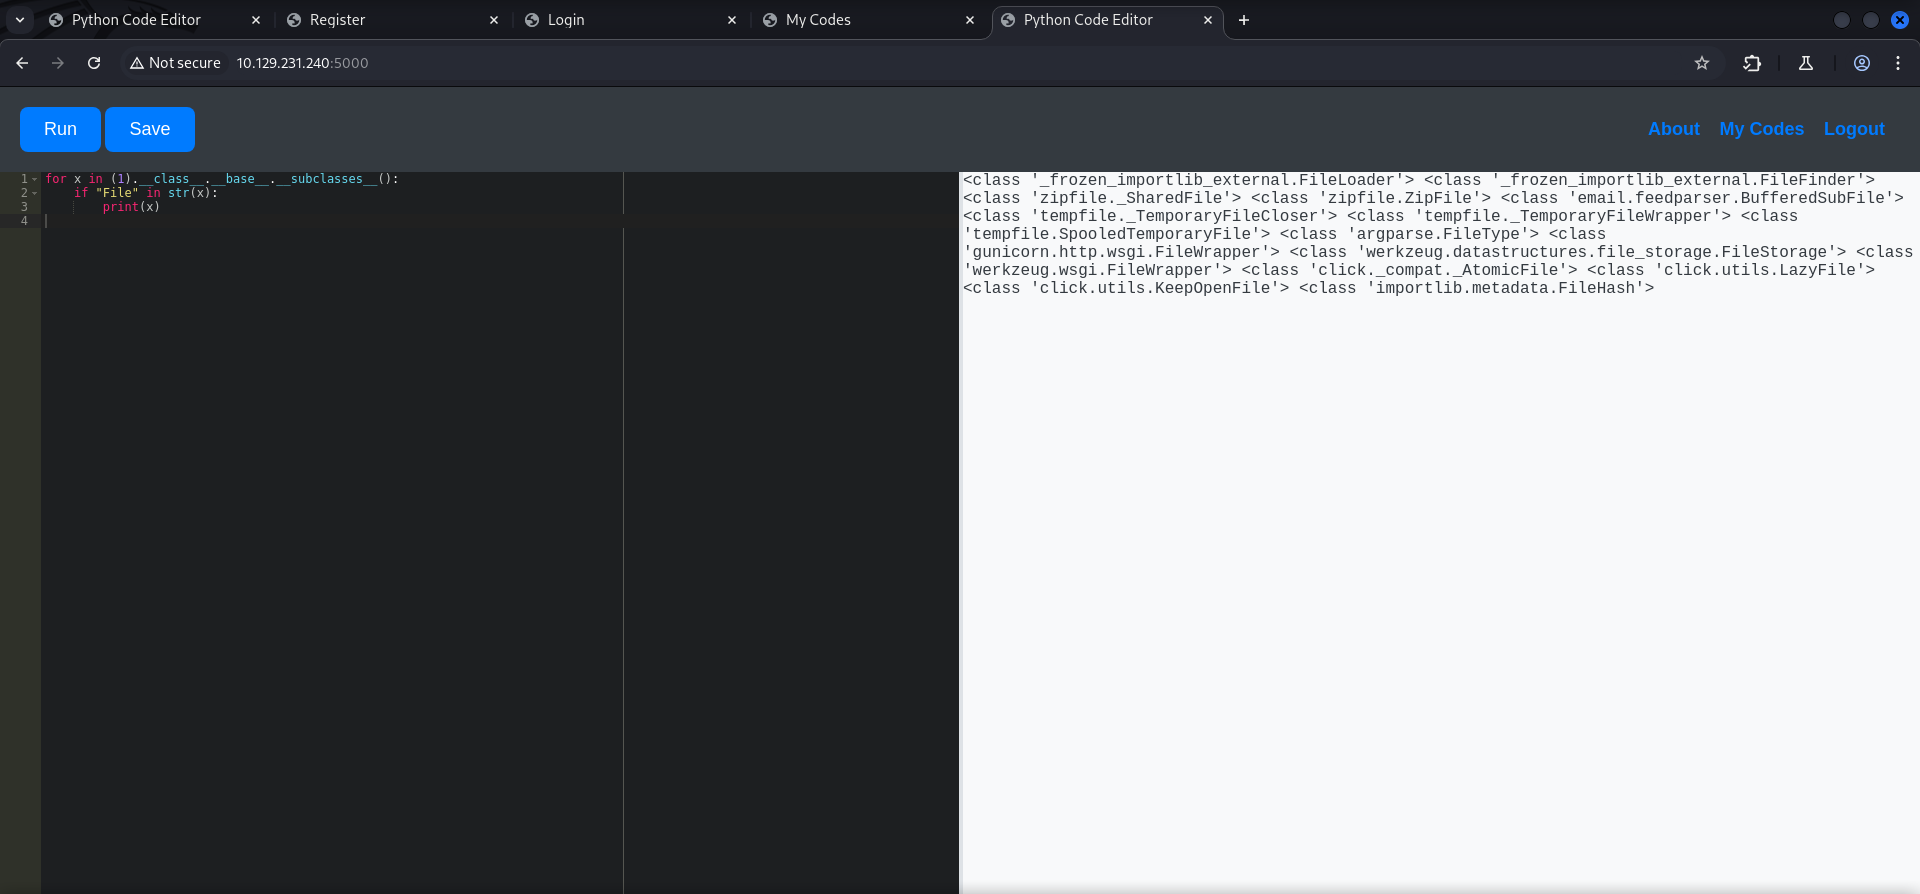 Python Code Editor Register Login My Codes Python Code Editor
Not secure 10.129.231.240:5000
Run Save About My Codes Logout
1 for x in (1).__class__.__base__.__subclasses__():
2 if "File" in str(x):
3 print(x)
4
<class '_frozen_importlib_external.FileLoader'> <class '_frozen_importlib_external.FileFinder'>
<class 'zipfile._SharedFile'> <class 'zipfile.ZipFile'> <class 'email.feedparser.BufferedSubFile'>
<class 'tempfile._TemporaryFileCloser'> <class 'tempfile._TemporaryFileWrapper'> <class
'tempfile.SpooledTemporaryFile'> <class 'argparse.FileType'> <class
'gunicorn.http.wsgi.FileWrapper'> <class 'werkzeug.datastructures.file_storage.FileStorage'> <class
'werkzeug.wsgi.FileWrapper'> <class 'click._compat._AtomicFile'> <class 'click.utils.LazyFile'>
<class 'click.utils.KeepOpenFile'> <class 'importlib.metadata.FileHash'>